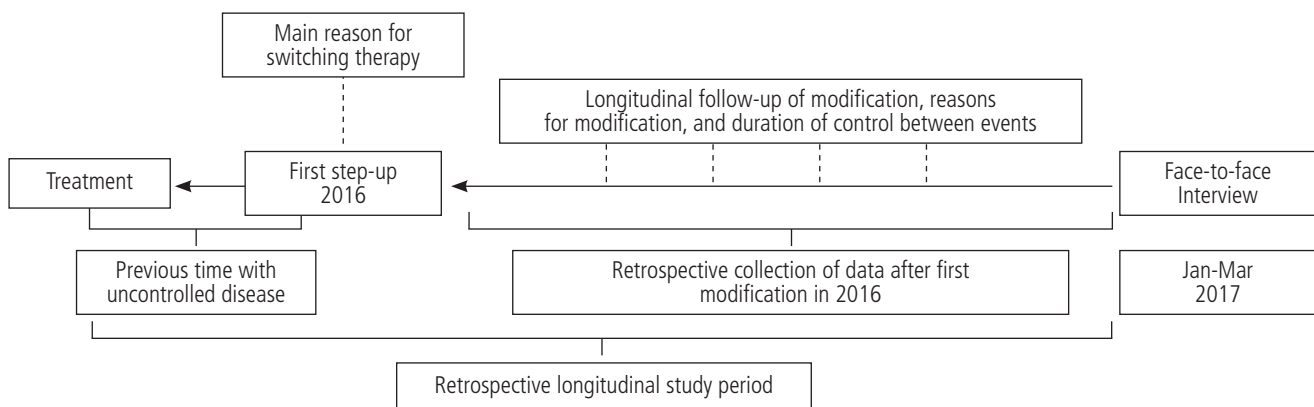 Main reason for
switching therapy
Longitudinal follow-up of modification, reasons
for modification, and duration of control between events
Treatment
First step-up
2016
Face-to-face
Interview
Previous time with
uncontrolled disease
Retrospective collection of data after first
modification in 2016
Jan-Mar
2017
Retrospective longitudinal study period